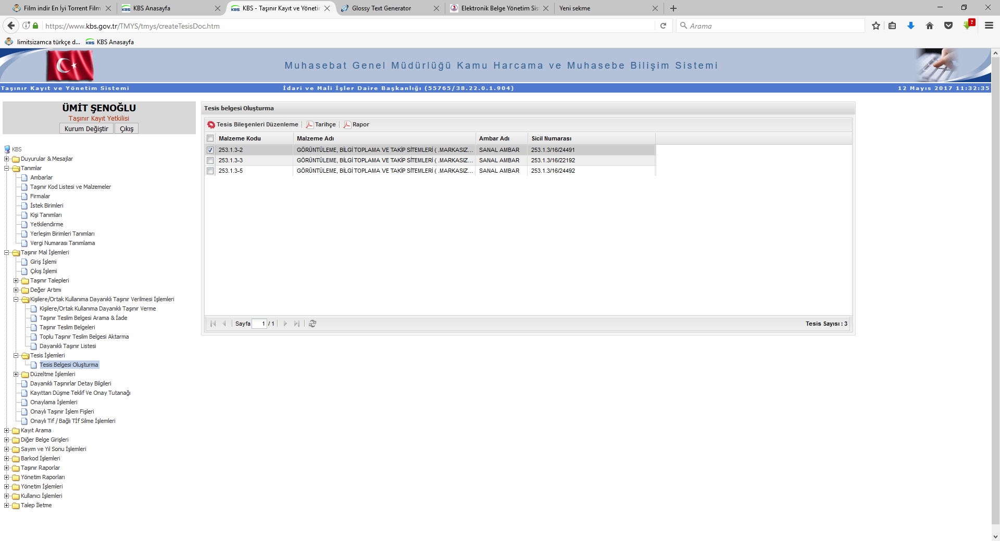 Film indir En İyi Torrent Film
KBS Anasayfa
KBS - Taşınır Kayıt ve Yönetir
Glossy Text Generator
Elektronik Belge Yönetim Sis
Yeni sekme
https://www.kbs.gov.tr/TMYS/tmys/createTesisDoc.htm
Arama
limitsizamca türkçe d...
KBS Anasayfa
Muhasebat Genel Müdürlüğü Kamu Harcama ve Muhasebe Bilişim Sistemi
Taşınır Kayıt ve Yönetim Sistemi
İdari ve Mali İşler Daire Başkanlığı (55765/38.22.0.1.904)
12 Mayıs 2017 11:32:35
ÜMİT ŞENOĞLU
Taşınır Kayıt Yetkilisi
Kurum Değiştir
Çıkış
KBS
Duyurular & Mesajlar
Tanımlar
Ambarlar
Taşınır Kod Listesi ve Malzemeler
Firmalar
İstek Birimleri
Kişi Tanımları
Yetkilendirme
Yerleşim Birimleri Tanımları
Vergi Numarası Tanımlama
Taşınır Mal İşlemleri
Giriş İşlemi
Çıkış İşlemi
Taşınır Talepleri
Değer Artımı
Kişilere/Ortak Kullanıma Dayanıklı Taşınır Verilmesi İşlemleri
Kişilere/Ortak Kullanıma Dayanıklı Taşınır Verme
Taşınır Teslim Belgesi Arama & İade
Taşınır Teslim Belgeleri
Toplu Taşınır Teslim Belgesi Aktarma
Dayanıklı Taşınır Listesi
Tesis İşlemleri
Tesis Belgesi Oluşturma
Düzeltme İşlemleri
Dayanıklı Taşınırlar Detay Bilgileri
Kayıttan Düşme Teklif Ve Onay Tutanağı
Onaylama İşlemleri
Onaylı Taşınır İşlem Fişleri
Onaylı Tif / Bağlı Tif Silme İşlemleri
Kayıt Arama
Diğer Belge Girişleri
Sayım ve Yıl Sonu İşlemleri
Barkod İşlemleri
Taşınır Raporlar
Yönetim Raporları
Yönetim İşlemleri
Kullanıcı İşlemleri
Talep İletme
Tesis belgesi Oluşturma
Tesis Bileşenleri Düzenleme
Tarihçe
Rapor
Malzeme Kodu
Malzeme Adı
Ambar Adı
Sicil Numarası
253.1.3-2 GÖRÜNTÜLEME, BİLGİ TOPLAMA VE TAKİP SİTEMLERİ ( .MARKASIZ... SANAL AMBAR 253.1.3/16/24491
253.1.3-3 GÖRÜNTÜLEME, BİLGİ TOPLAMA VE TAKİP SİTEMLERİ ( .MARKASIZ... SANAL AMBAR 253.1.3/16/22192
253.1.3-5 GÖRÜNTÜLEME, BİLGİ TOPLAMA VE TAKİP SİTEMLERİ ( .MARKASIZ... SANAL AMBAR 253.1.3/16/24492
Sayfa 1 / 1
Tesis Sayısı : 3